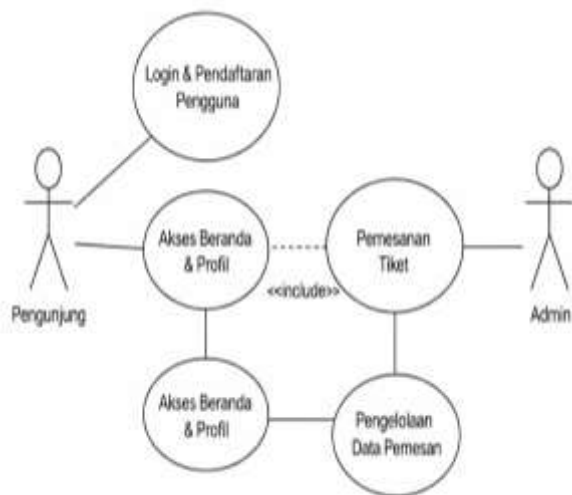 Login & Pendaftaran
Pengguna
Akses Beranda
& Profil
Pemesanan
Tiket
<<include>>
Pengunjung
Admin
Akses Beranda
& Profil
Pengelolaan
Data Pemesan